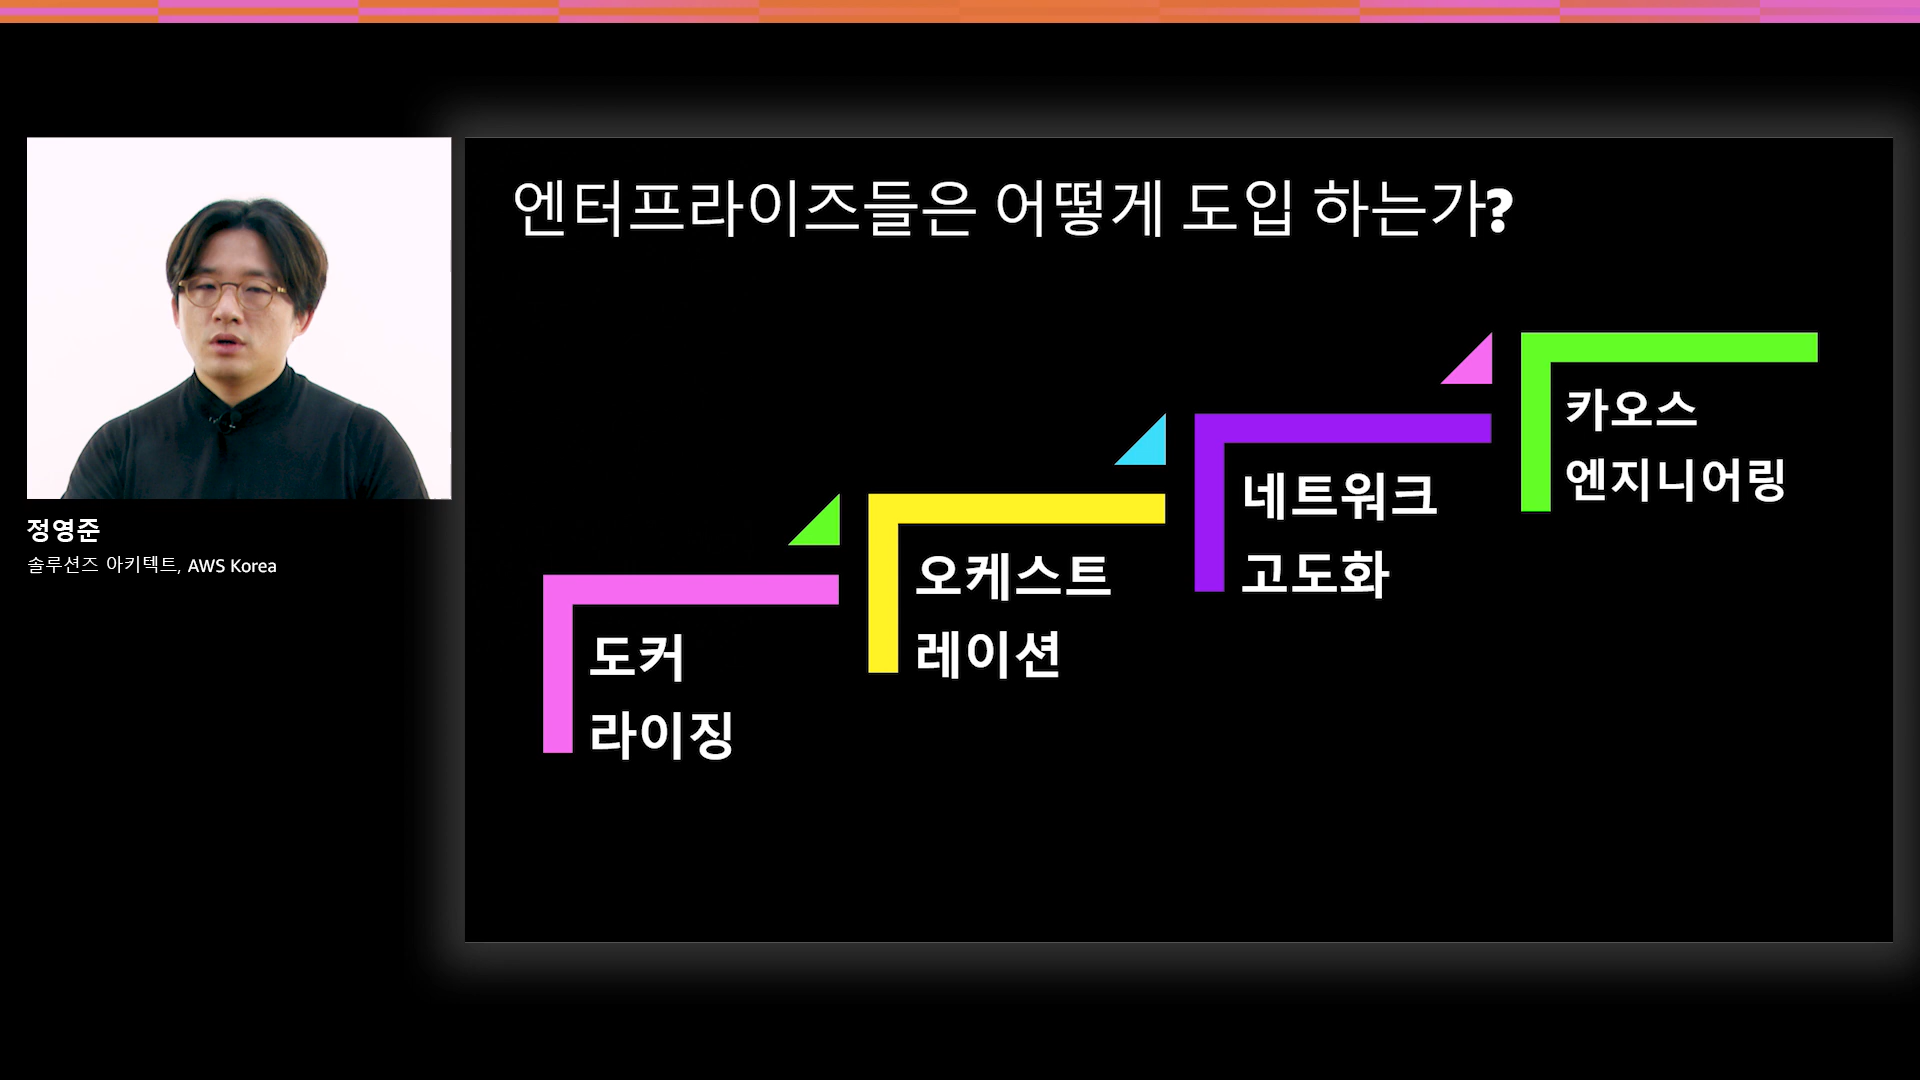 엔터프라이즈들은 어떻게 도입 하는가?
정영준
솔루션즈 아키텍트, AWS Korea
도커
라이징
오케스트
레이션
네트워크
고도화
카오스
엔지니어링